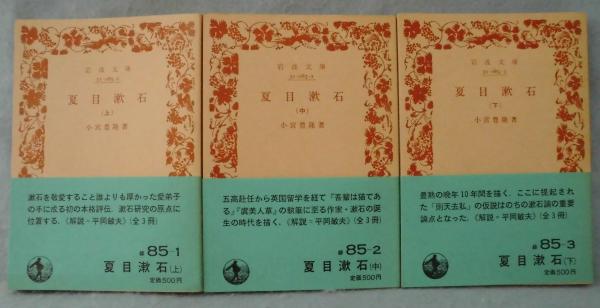 岩波文庫
31-085-1
夏目漱石
(上)
小宮豊隆著
漱石を敬愛すること誰よりも厚かった愛弟子
の手に成る初の本格評伝。漱石研究の原点に
位置する。(解説=平岡敏夫)(全3冊)
緑85-1
夏目漱石(上)
定価500円
岩波文庫
31-085-2
夏目漱石
(中)
小宮豊隆著
五高赴任から英国留学を経て『吾輩は猫であ
る』『虞美人草』の執筆に至る作家・漱石の誕
生の時代を描く。(解説=平岡敏夫)(全3冊)
緑85-2
夏目漱石(中)
定価500円
岩波文庫
31-085-3
夏目漱石
(下)
小宮豊隆著
豊熟の晩年10年間を描く。ここに提起され
た「則天去私」の仮説はのちの漱石論の重要
論点となった。(解説=平岡敏夫)(全3冊)
緑85-3
夏目漱石(下)
定価500円